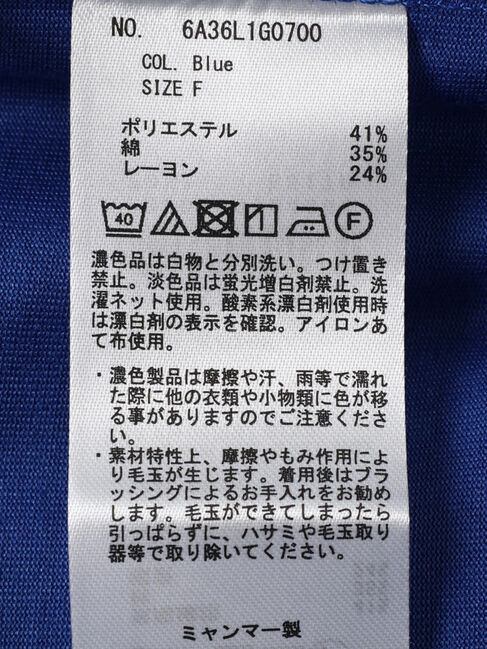 NO. 6A36L1G0700
COL. Blue
SIZE F
ポリエステル 41%
綿 35%
レーヨン 24%
40 F
濃色品は白物と分別洗い。つけ置き
禁止。淡色品は蛍光増白剤禁止。洗
濯ネット使用。酸素系漂白剤使用時
は漂白剤の表示を確認。アイロンあ
て布使用。
・濃色製品は摩擦や汗、雨等で濡れ
た際に他の衣類や小物類に色が移
る事がありますのでご注意くださ
い。
・素材特性上、摩擦やもみ作用によ
り毛玉が生じます。着用後はブラ
ッシングによるお手入れをお勧め
します。毛玉ができてしまったら
引っぱらずに、ハサミや毛玉取り
器等で取り除いてください。
ミャンマー製